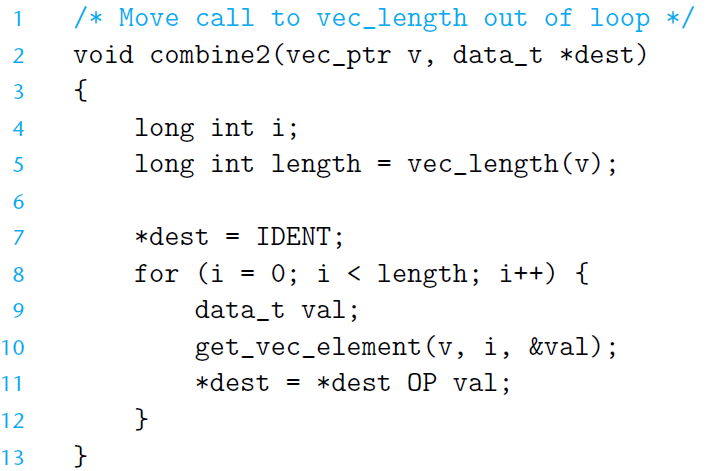 1 /* Move call to vec_length out of loop */
2 void combine2(vec_ptr v, data_t *dest)
3 {
4     long int i;
5     long int length = vec_length(v);
6
7     *dest = IDENT;
8     for (i = 0; i < length; i++) {
9         data_t val;
10         get_vec_element(v, i, &val);
11         *dest = *dest OP val;
12     }
13 }